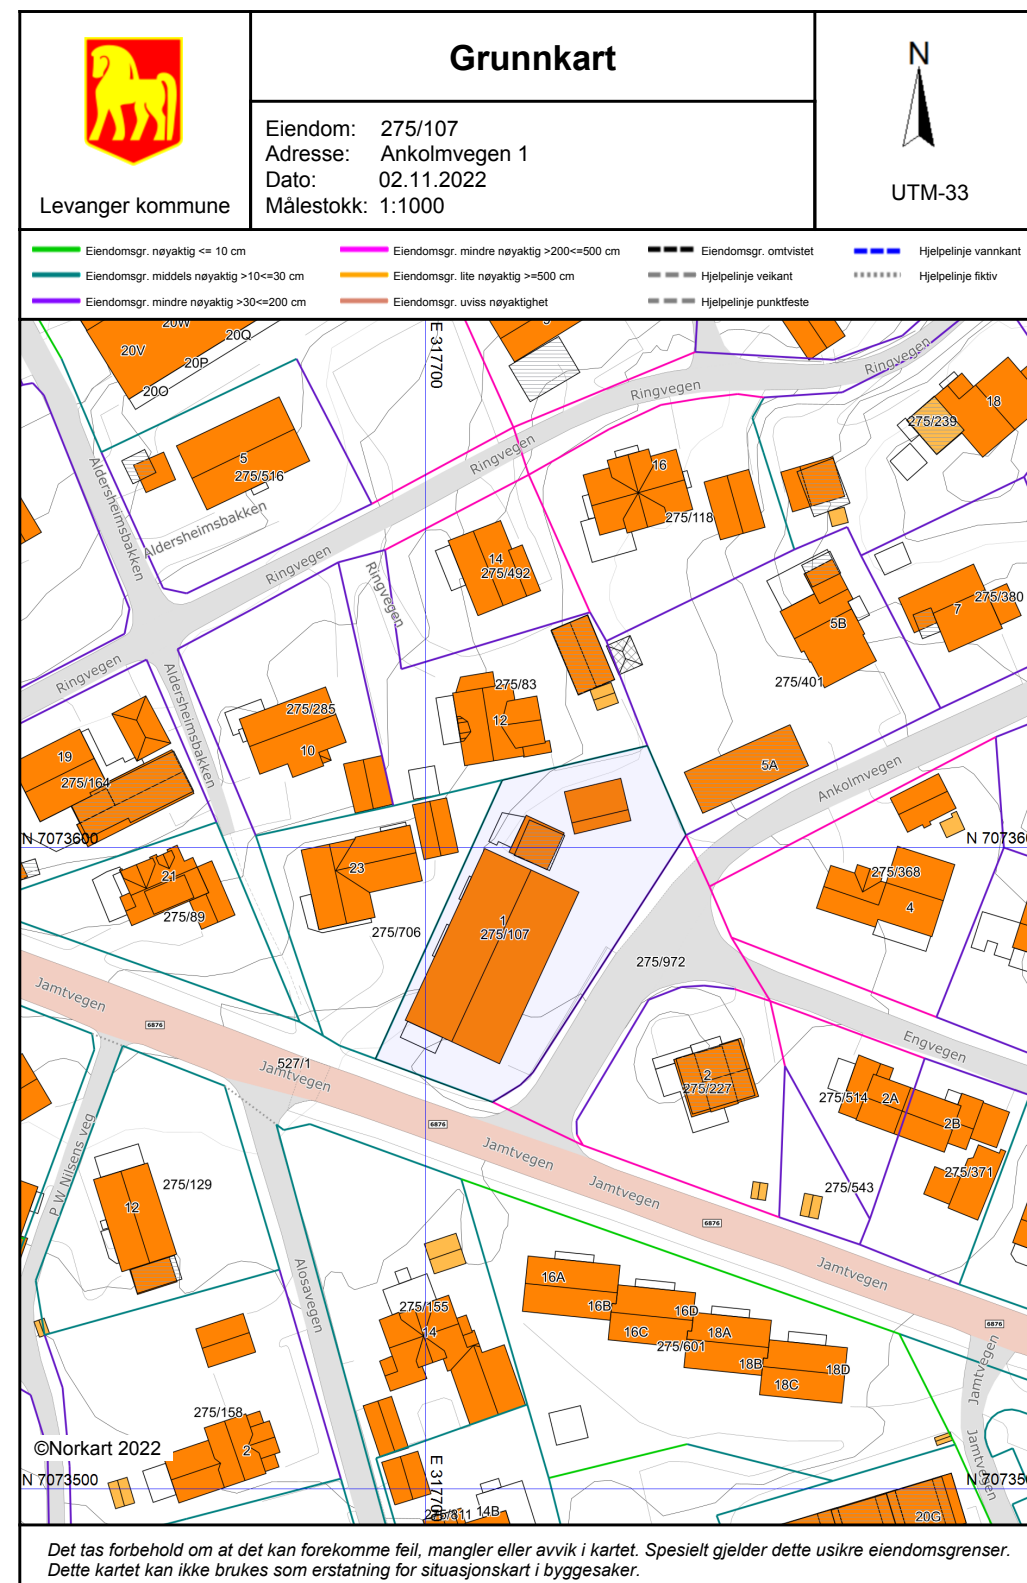 Grunnkart
N
Eiendom: 275/107
Adresse: Ankolmvegen 1
Dato: 02.11.2022
Målestokk: 1:1000
Levanger kommune
UTM-33
Eiendomsgr. nøyaktig <= 10 cm
Eiendomsgr. middels nøyaktig >10<=30 cm
Eiendomsgr. mindre nøyaktig >30<=200 cm
Eiendomsgr. mindre nøyaktig >200<=500 cm
Eiendomsgr. lite nøyaktig >=500 cm
Eiendomsgr. uviss nøyaktighet
Eiendomsgr. omtvistet
Hjelpelinje veikant
Hjelpelinje punktfeste
Hjelpelinje vannkant
Hjelpelinje fiktiv
20W
20V
20Q
20P
20O
E 317700
Ringvegen
Ringvegen
18
275/239
5
275/516
Ringvegen
16
275/118
Aldersheimsbakken
Aldersheimsbakken
Ringvegen
Ringvegen
14
275/492
5B
7
275/380
Ringvegen
Aldersheimsbakken
275/401
275/83
12
275/285
10
19
275/164
5A
Ankolmvegen
N 7073600
N 707360
21
275/89
23
275/706
1
275/107
275/368
4
275/972
Jamtvegen
6876
527/1
Jamtvegen
Engvegen
2
275/227
275/514
2A
2B
275/371
6876
Jamtvegen
Jamtvegen
275/543
P W Nilsens veg
275/129
12
6876
Jamtvegen
Alosavegen
16A
16B
16C
16D
275/601
18A
18B
18C
18D
275/155
14
6876
Jamtvegen
Jamtvegen
275/158
2
©Norkart 2022
N 7073500
E 317700
N 707350
275/811
14B
20G
Det tas forbehold om at det kan forekomme feil, mangler eller avvik i kartet. Spesielt gjelder dette usikre eiendomsgrenser.
Dette kartet kan ikke brukes som erstatning for situasjonskart i byggesaker.